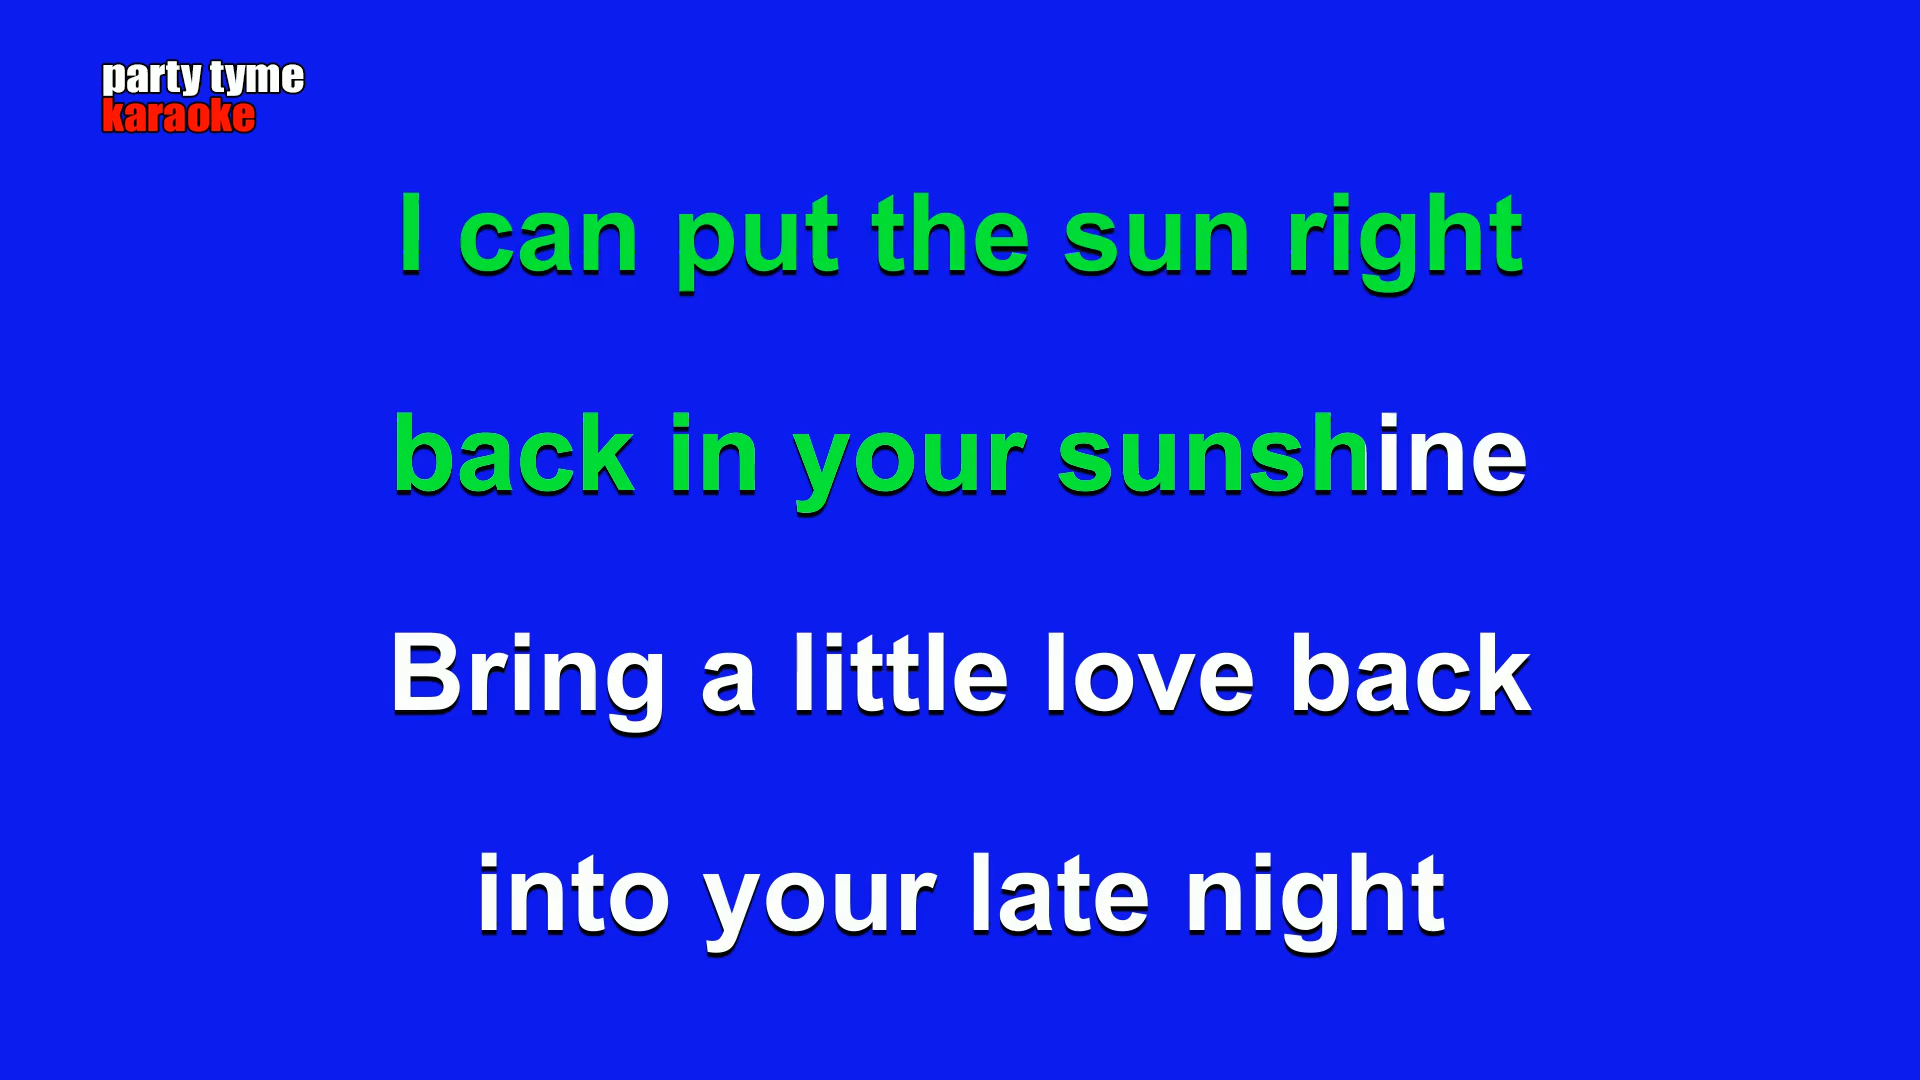 party tyme
karaoke
I can put the sun right
back in your sunshine
Bring a little love back
into your late night